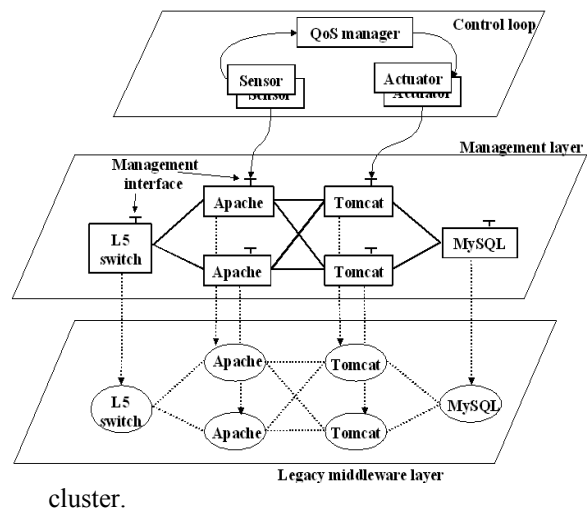 Control loop
QoS manager
Sensor
Sensor
Actuator
Actuator
Management layer
Management
interface
Apache
Tomcat
L5
switch
MySQL
Apache
Tomcat
Apache
Tomcat
L5
switch
MySQL
Apache
Tomcat
Legacy middleware layer
cluster.